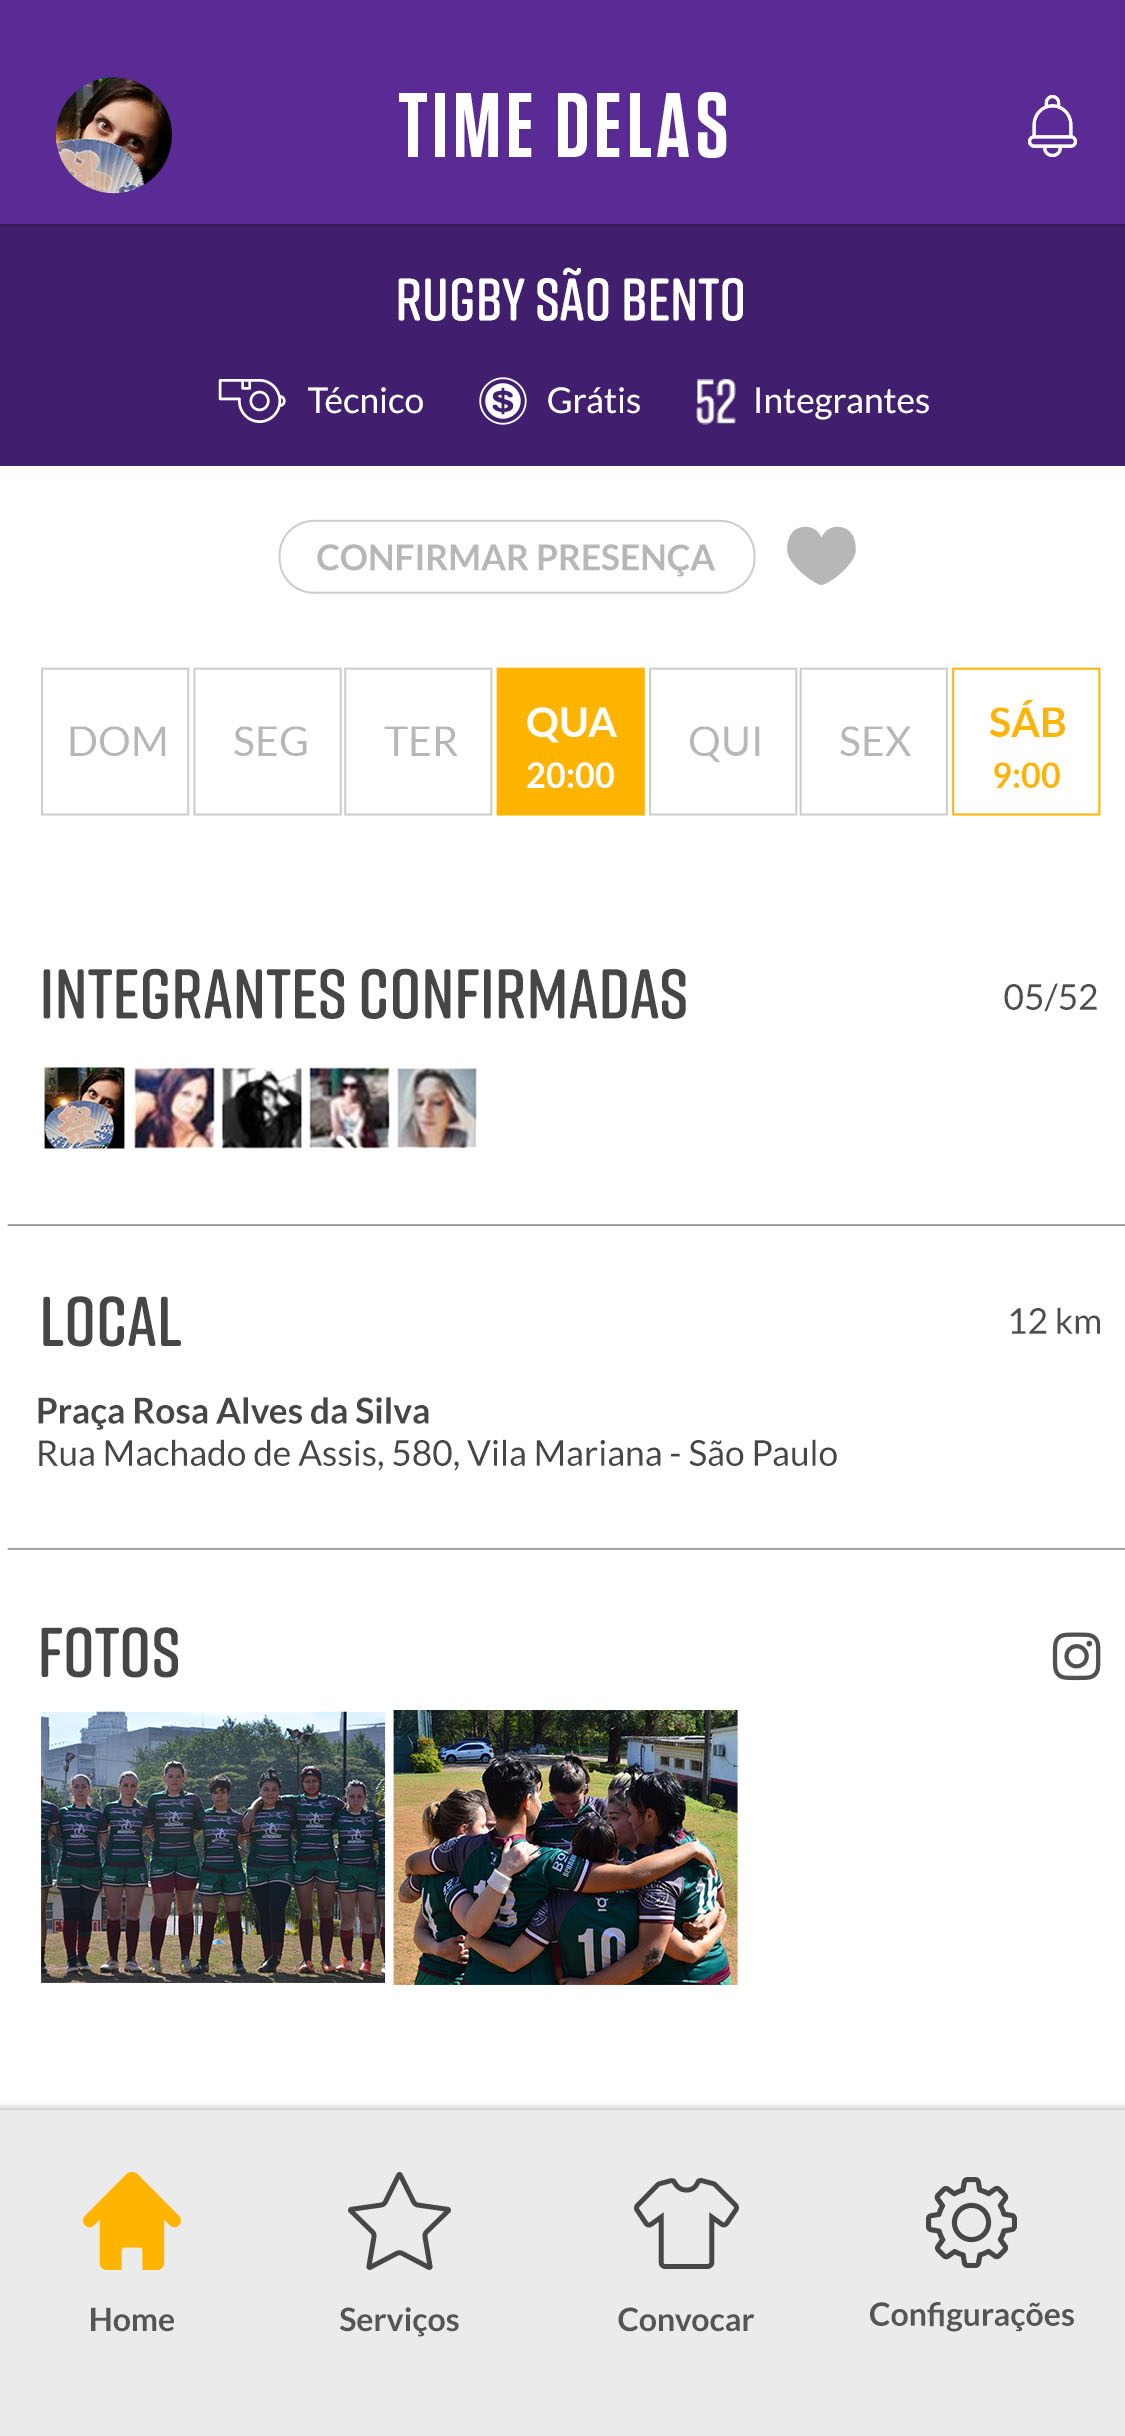 TIME DELAS
RUGBY SÃO BENTO
Técnico
Grátis
52 Integrantes
CONFIRMAR PRESENÇA
DOM
SEG
TER
QUA
20:00
QUI
SEX
SÁB
9:00
INTEGRANTES CONFIRMADAS
05/52
LOCAL
12 km
Praça Rosa Alves da Silva
Rua Machado de Assis, 580, Vila Mariana - São Paulo
FOTOS
10
Home
Serviços
Convocar
Configurações